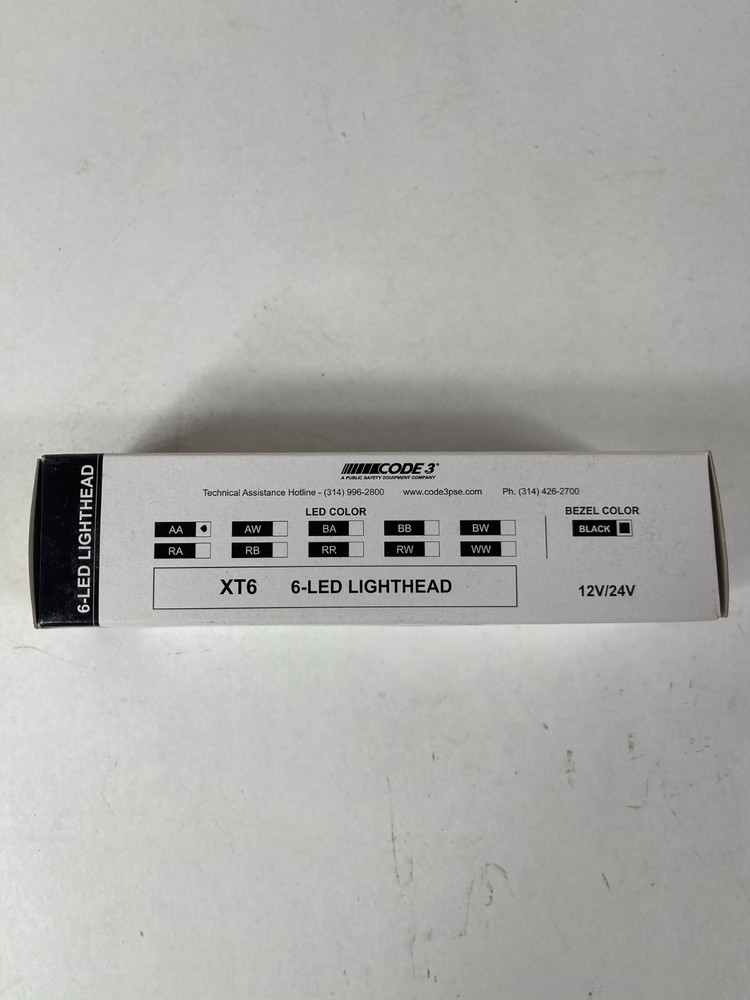 6-LED LIGHTHEAD
CODE 3®
A PUBLIC SAFETY EQUIPMENT COMPANY
Technical Assistance Hotline - (314) 996-2800 www.code3pse.com Ph. (314) 426-2700
LED COLOR
AA AW BA BB BW
RA RB RR RW WW
BEZEL COLOR
BLACK
XT6 6-LED LIGHTHEAD
12V/24V